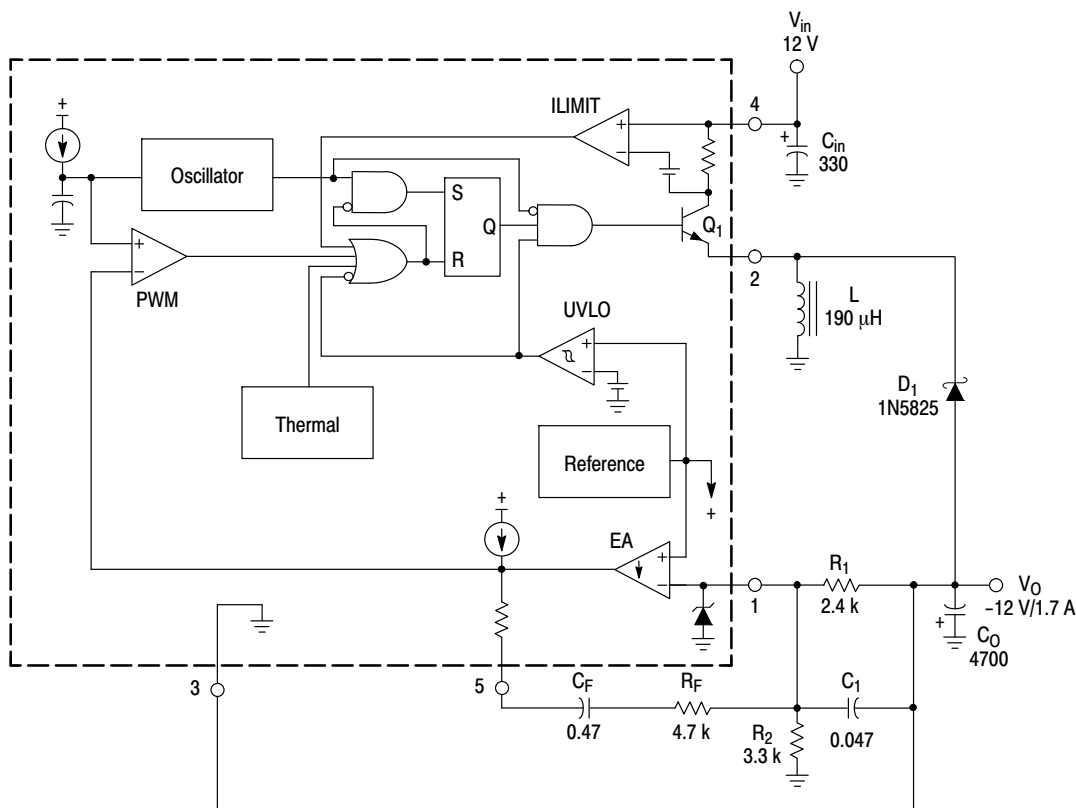 Vin
12 V
ILIMIT
4
+
+
+
Cin
330
Oscillator
−
S
Q
Q1
+
−
R
2
PWM
UVLO
L
190 µH
+
−
D1
1N5825
Thermal
Reference
+
+
EA
+
−
R1
VO
1
2.4 k
−12 V/1.7 A
+
CO
4700
3
5
CF
RF
C1
0.47
4.7 k
R2
3.3 k
0.047